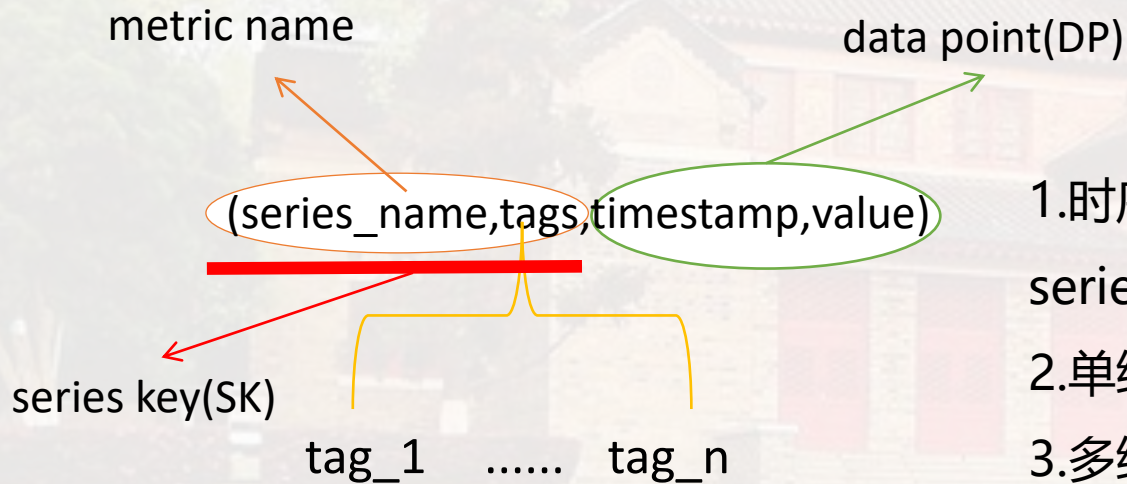 metric name
data point(DP)
(series_name,tags,timestamp,value)
series key(SK)
tag_1 ...... tag_n
1.时
serie
2.单
3.多